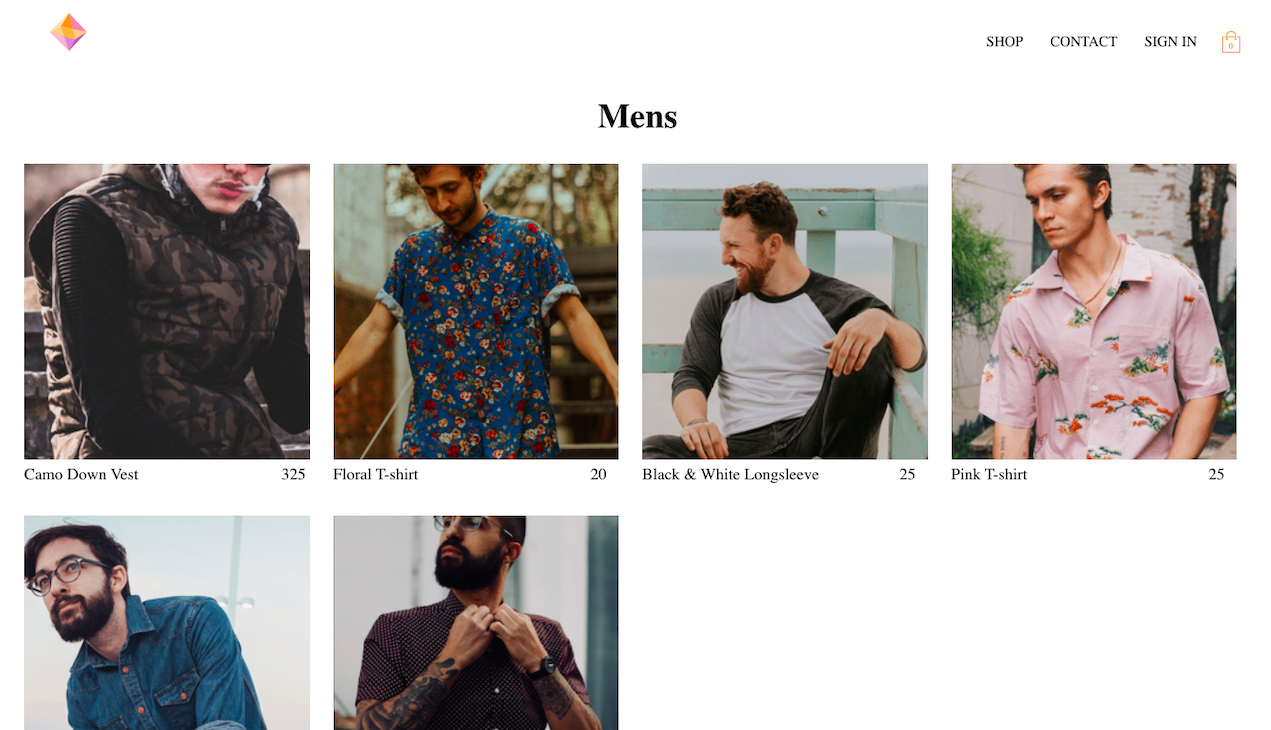 SHOP CONTACT SIGN IN 0
Mens
Camo Down Vest 325 Floral T-shirt 20 Black & White Longsleeve 25 Pink T-shirt 25